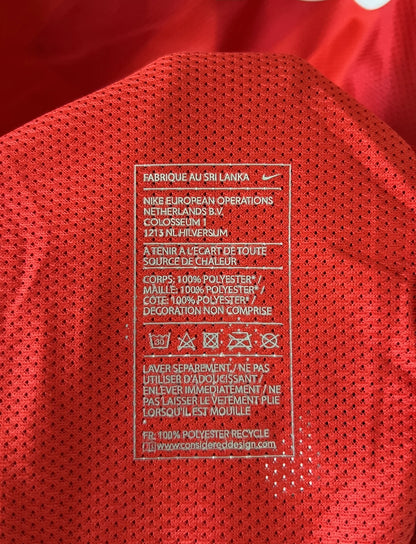 FABRIQUE AU SRI LANKA
NIKE EUROPEAN OPERATIONS
NETHERLANDS B.V.
COLOSSEUM 1
1213 NL HILVERSUM
A TENIR A L'ECART DE TOUTE
SOURCE DE CHALEUR
CORPS: 100% POLYESTER* /
MAILLE: 100% POLYESTER* /
COTE: 100% POLYESTER* /
DECORATION NON COMPRISE
30
LAVER SEPAREMENT / NE PAS
UTILISER D'ADOUCISSANT /
ENLEVER IMMEDIATEMENT / NE
PAS LAISSER LE VETEMENT PLIE
LORSQU'IL EST MOUILLE
FR: 100% POLYESTER RECYCLE
www.considereddesign.com